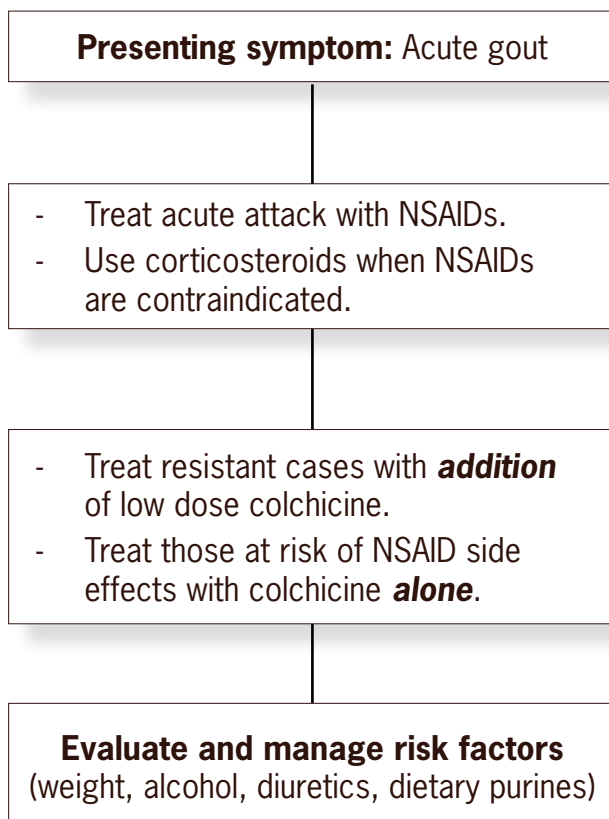 Presenting symptom: Acute gout
- Treat acute attack with NSAIDs.
- Use corticosteroids when NSAIDs
are contraindicated.
- Treat resistant cases with addition
of low dose colchicine.
- Treat those at risk of NSAID side
effects with colchicine alone.
Evaluate and manage risk factors
(weight, alcohol, diuretics, dietary purines)